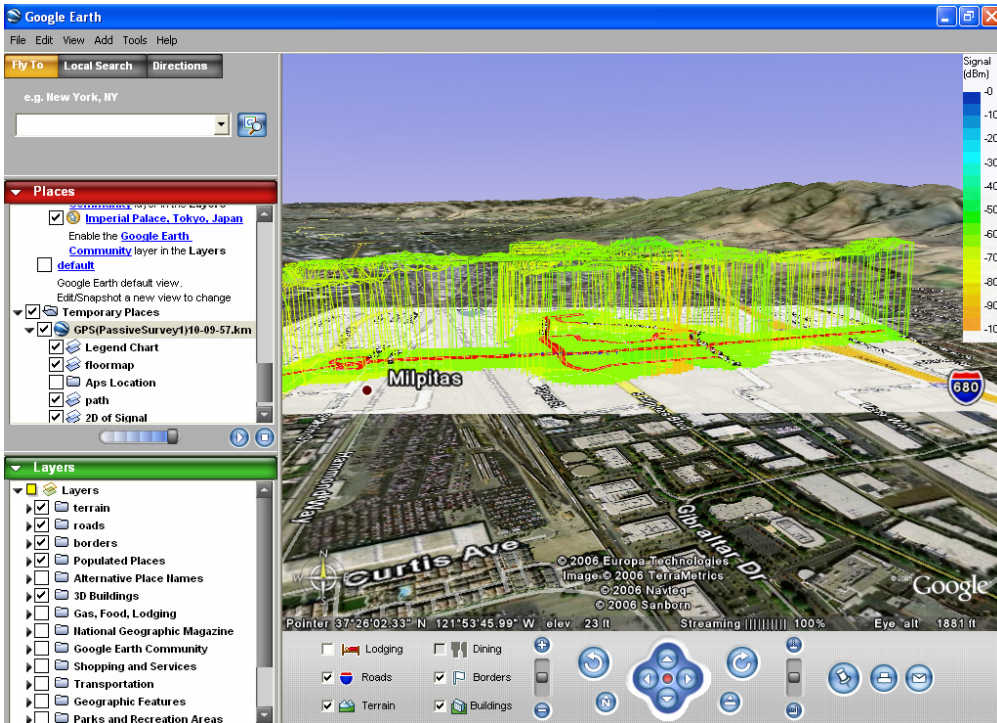 Google Earth
File Edit View Add Tools Help
Fly To Local Search Directions
e.g. New York, NY
Places
Community layer in the Layers
Imperial Palace, Tokyo, Japan
Enable the Google Earth
Community layer in the Layers
default
Google Earth default view.
Edit/Snapshot a new view to change
Temporary Places
GPS(PassiveSurvey1)10-09-57.km
Legend Chart
floormap
Aps Location
path
2D of Signal
Layers
Layers
terrain
roads
borders
Populated Places
Alternative Place Names
3D Buildings
Gas, Food, Lodging
National Geographic Magazine
Google Earth Community
Shopping and Services
Transportation
Geographic Features
Parks and Recreation Areas
Signal
(dBm)
-0
-10
-20
-30
-40
-50
-60
-70
-80
-90
-10
Milpitas
680
Hammond Way
Curtis Ave
Gibraltar Dr
© 2006 Europa Technologies
Image © 2006 TerraMetrics
© 2006 Navteq
© 2006 Sanborn
Google
Pointer 37°26'02.33" N 121°53'45.99" W elev 23 ft Streaming |||||||||| 100% Eye alt 1881 ft
Lodging Dining
Roads Borders
Terrain Buildings
N
W
N